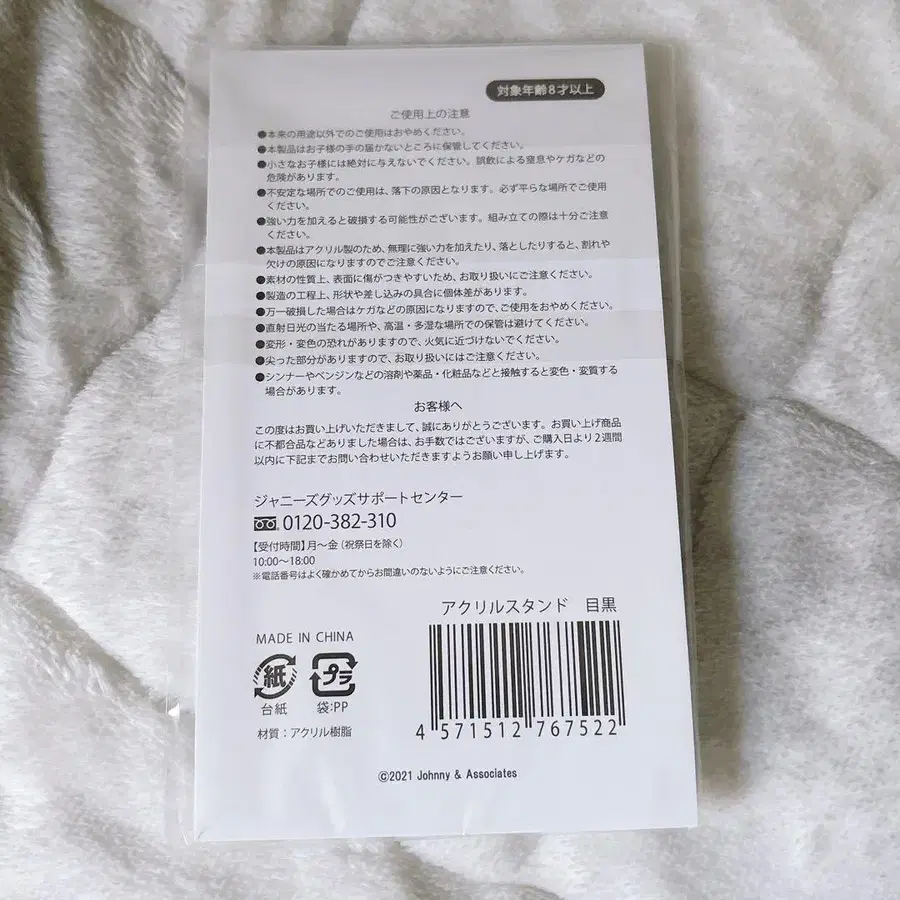 対象年齢8才以上
ご使用上の注意
●本来の用途以外でのご使用はおやめください。
●本製品はお子様の手の届かないところに保管してください。
●小さなお子様には絶対に与えないでください。誤飲による窒息やケガなどの
危険があります。
●不安定な場所でのご使用は、落下の原因となります。必ず平らな場所でご使用
ください。
●強い力を加えると破損する可能性がございます。組み立ての際は十分ご注意
ください。
●本製品はアクリル製のため、無理に強い力を加えたり、落としたりすると、割れや
欠けの原因になりますのでご注意ください。
●素材の性質上、表面に傷がつきやすいため、お取り扱いにご注意ください。
●製造の工程上、形状や差し込みの具合に個体差があります。
●万一破損した場合はケガなどの原因になりますので、ご使用をおやめください。
●直射日光の当たる場所や、高温・多湿な場所での保管は避けてください。
●変形・変色の恐れがありますので、火気に近づけないでください。
●尖った部分がありますので、お取り扱いにはご注意ください。
●シンナーやベンジンなどの溶剤や薬品・化粧品などと接触すると変色・変質する
場合があります。
お客様へ
この度はお買い上げいただきまして、誠にありがとうございます。お買い上げ商品
に不都合品などありました場合は、お手数ではございますが、ご購入日より2週間
以内に下記までお問い合わせいただきますようお願い申し上げます。
ジャニーズグッズサポートセンター
0120-382-310
【受付時間】月〜金（祝祭日を除く）
10:00〜18:00
※電話番号はよく確かめてからお間違いのないようにご注意ください。
アクリルスタンド 目黒
MADE IN CHINA
紙 プラ
台紙 袋:PP
材質：アクリル樹脂
4 571512 767522
©2021 Johnny & Associates